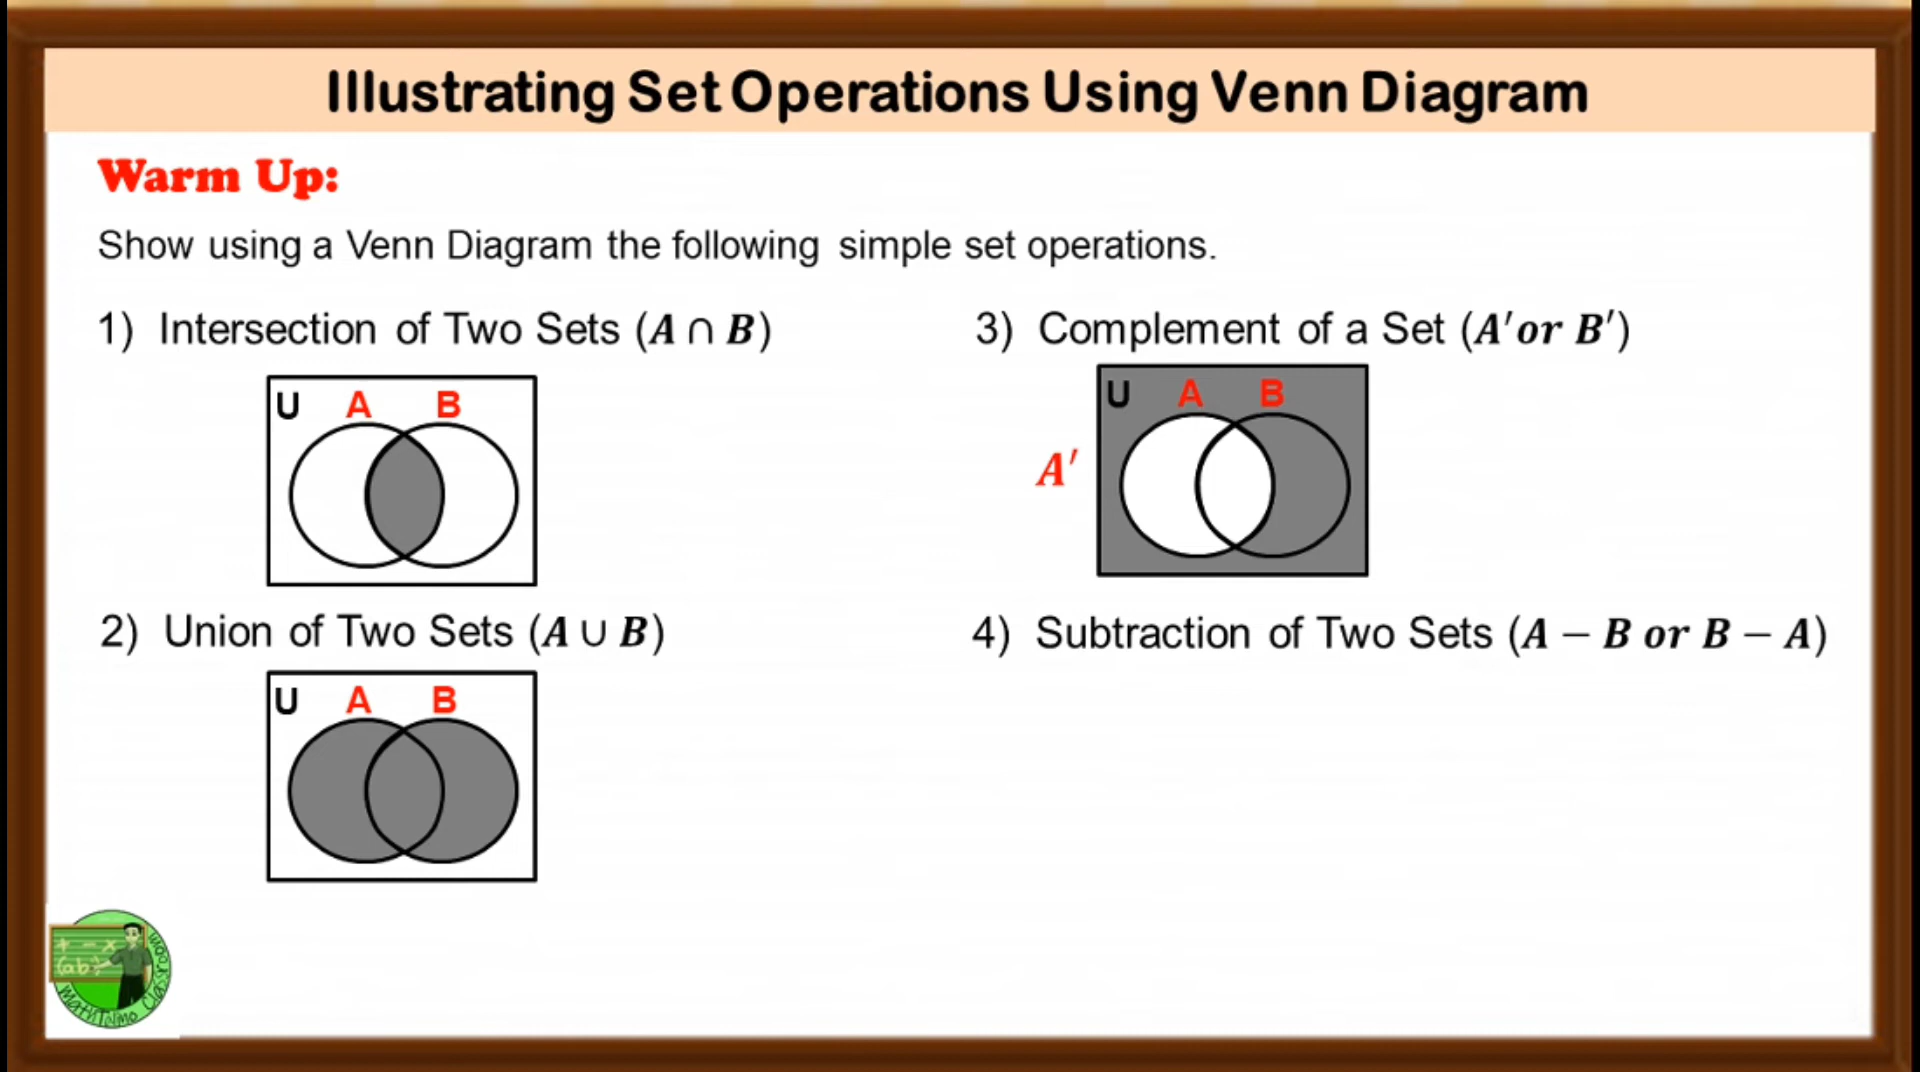 Illustrating Set Operations Using Venn Diagram
Warm Up:
Show using a Venn Diagram the following simple set operations.
1) Intersection of Two Sets (A ∩ B)
U A B
2) Union of Two Sets (A ∪ B)
U A B
3) Complement of a Set (A′or B′)
U A B
A′
4) Subtraction of Two Sets (A − B or B − A)
+ - x
MathTalino Classroom